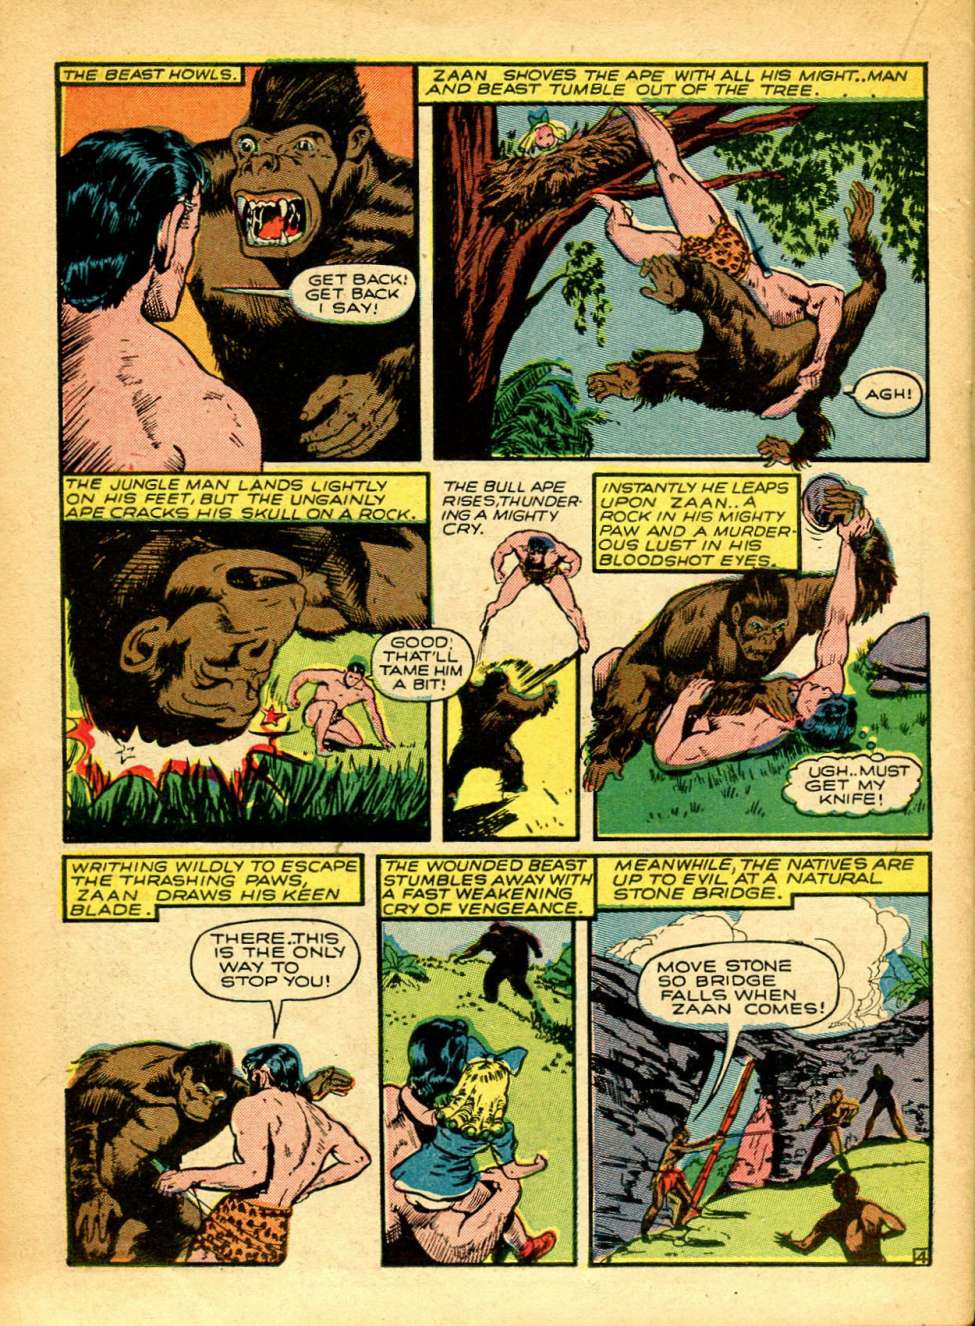 THE BEAST HOWLS.
GET BACK!
GET BACK
I SAY!
ZAAN SHOVES THE APE WITH ALL HIS MIGHT..MAN
AND BEAST TUMBLE OUT OF THE TREE. . .
AGH!
THE JUNGLE MAN LANDS LIGHTLY
ON HIS FEET, BUT THE UNGAINLY
APE CRACKS HIS SKULL ON A ROCK.
GOOD!
THAT'LL
TAME HIM
A BIT!
THE BULL APE
RISES, THUNDER-
ING A MIGHTY
CRY.
INSTANTLY HE LEAPS
UPON ZAAN..A
ROCK IN HIS MIGHTY
PAW AND A MURDER-
OUS LUST IN HIS
BLOODSHOT EYES.
UGH..MUST
GET MY
KNIFE!
WRITHING WILDLY TO ESCAPE
THE THRASHING PAWS,
ZAAN DRAWS HIS KEEN
BLADE.
THERE..THIS
IS THE ONLY
WAY TO
STOP YOU!
THE WOUNDED BEAST
STUMBLES AWAY WITH
A FAST WEAKENING
CRY OF VENGEANCE.
MEANWHILE, THE NATIVES ARE
UP TO EVIL, AT A NATURAL
STONE BRIDGE.
MOVE STONE
SO BRIDGE
FALLS WHEN
ZAAN COMES!
4